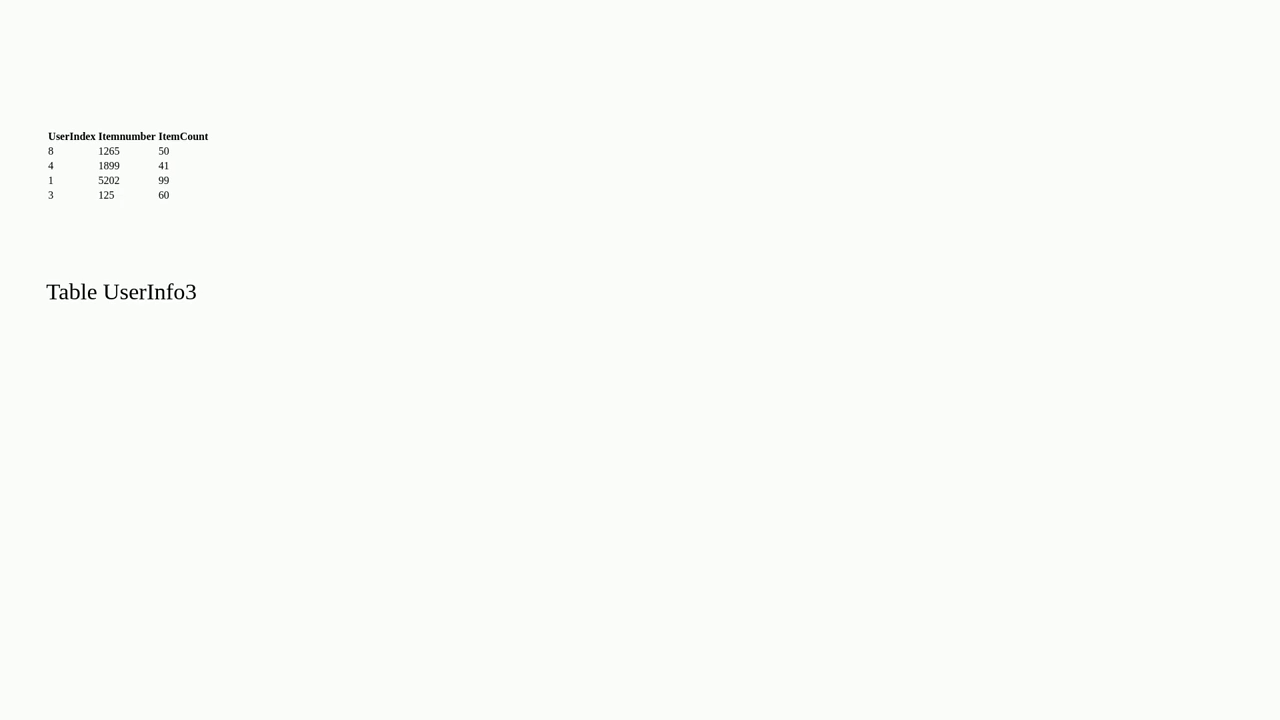 UserIndex Itemnumber ItemCount
8 1265 50
4 1899 41
1 5202 99
3 125 60
Table UserInfo3